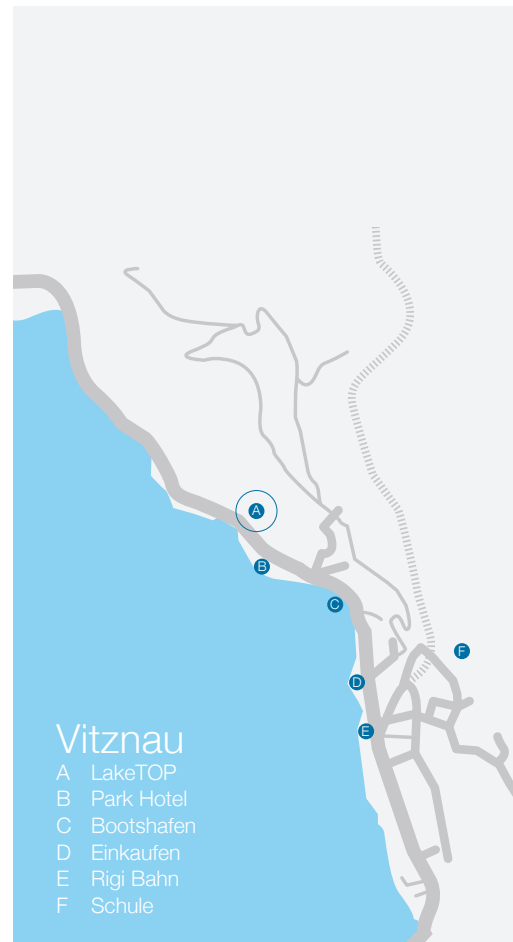 A
B
C
F
D
E
Vitznau
A LakeTOP
B Park Hotel
C Bootshafen
D Einkaufen
E Rigi Bahn
F Schule